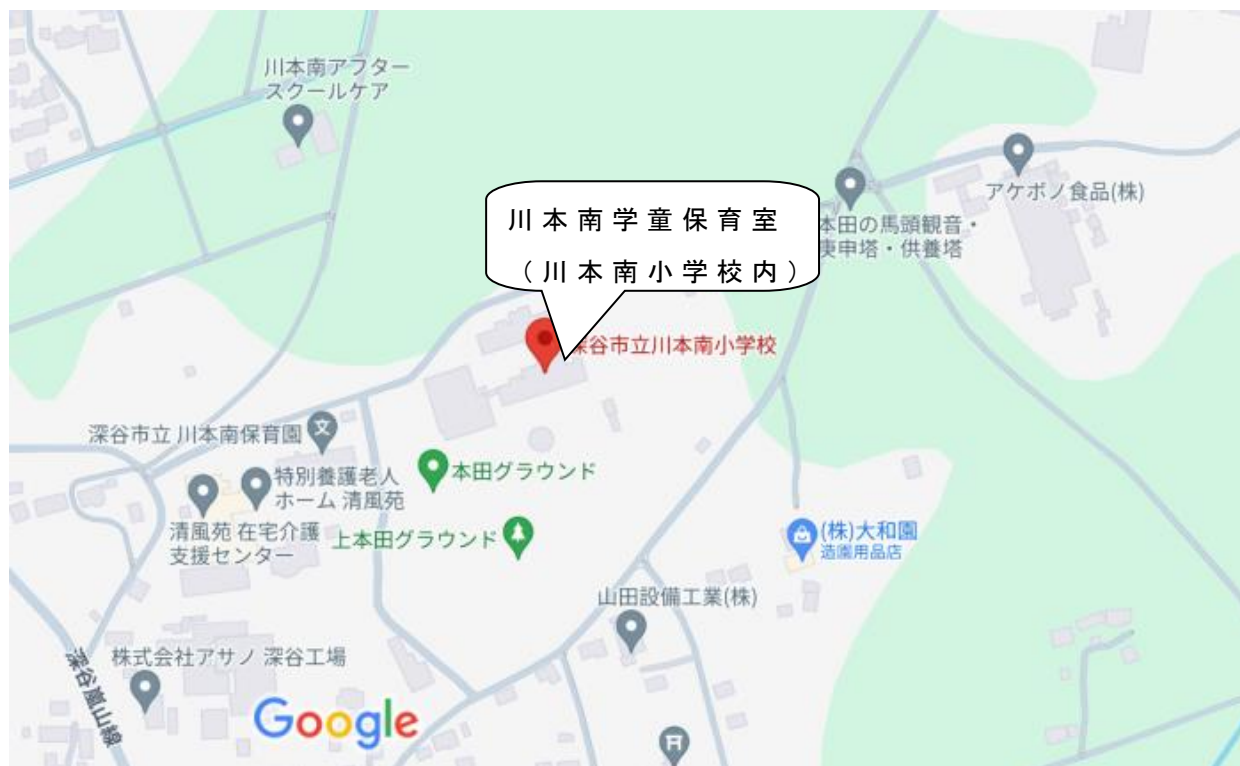 川本南アフター
スクールケア
アケボノ食品(株)
川本南学童保育室
(川本南小学校内)
本田の馬頭観音・
庚申塔・供養塔
深谷市立川本南小学校
深谷市立 川本南保育園
特別養護老人
ホーム 清風苑
本田グラウンド
清風苑 在宅介護
支援センター
上本田グラウンド
(株)大和園
造園用品店
山田設備工業(株)
株式会社アサノ 深谷工場
深谷嵐山線
Google